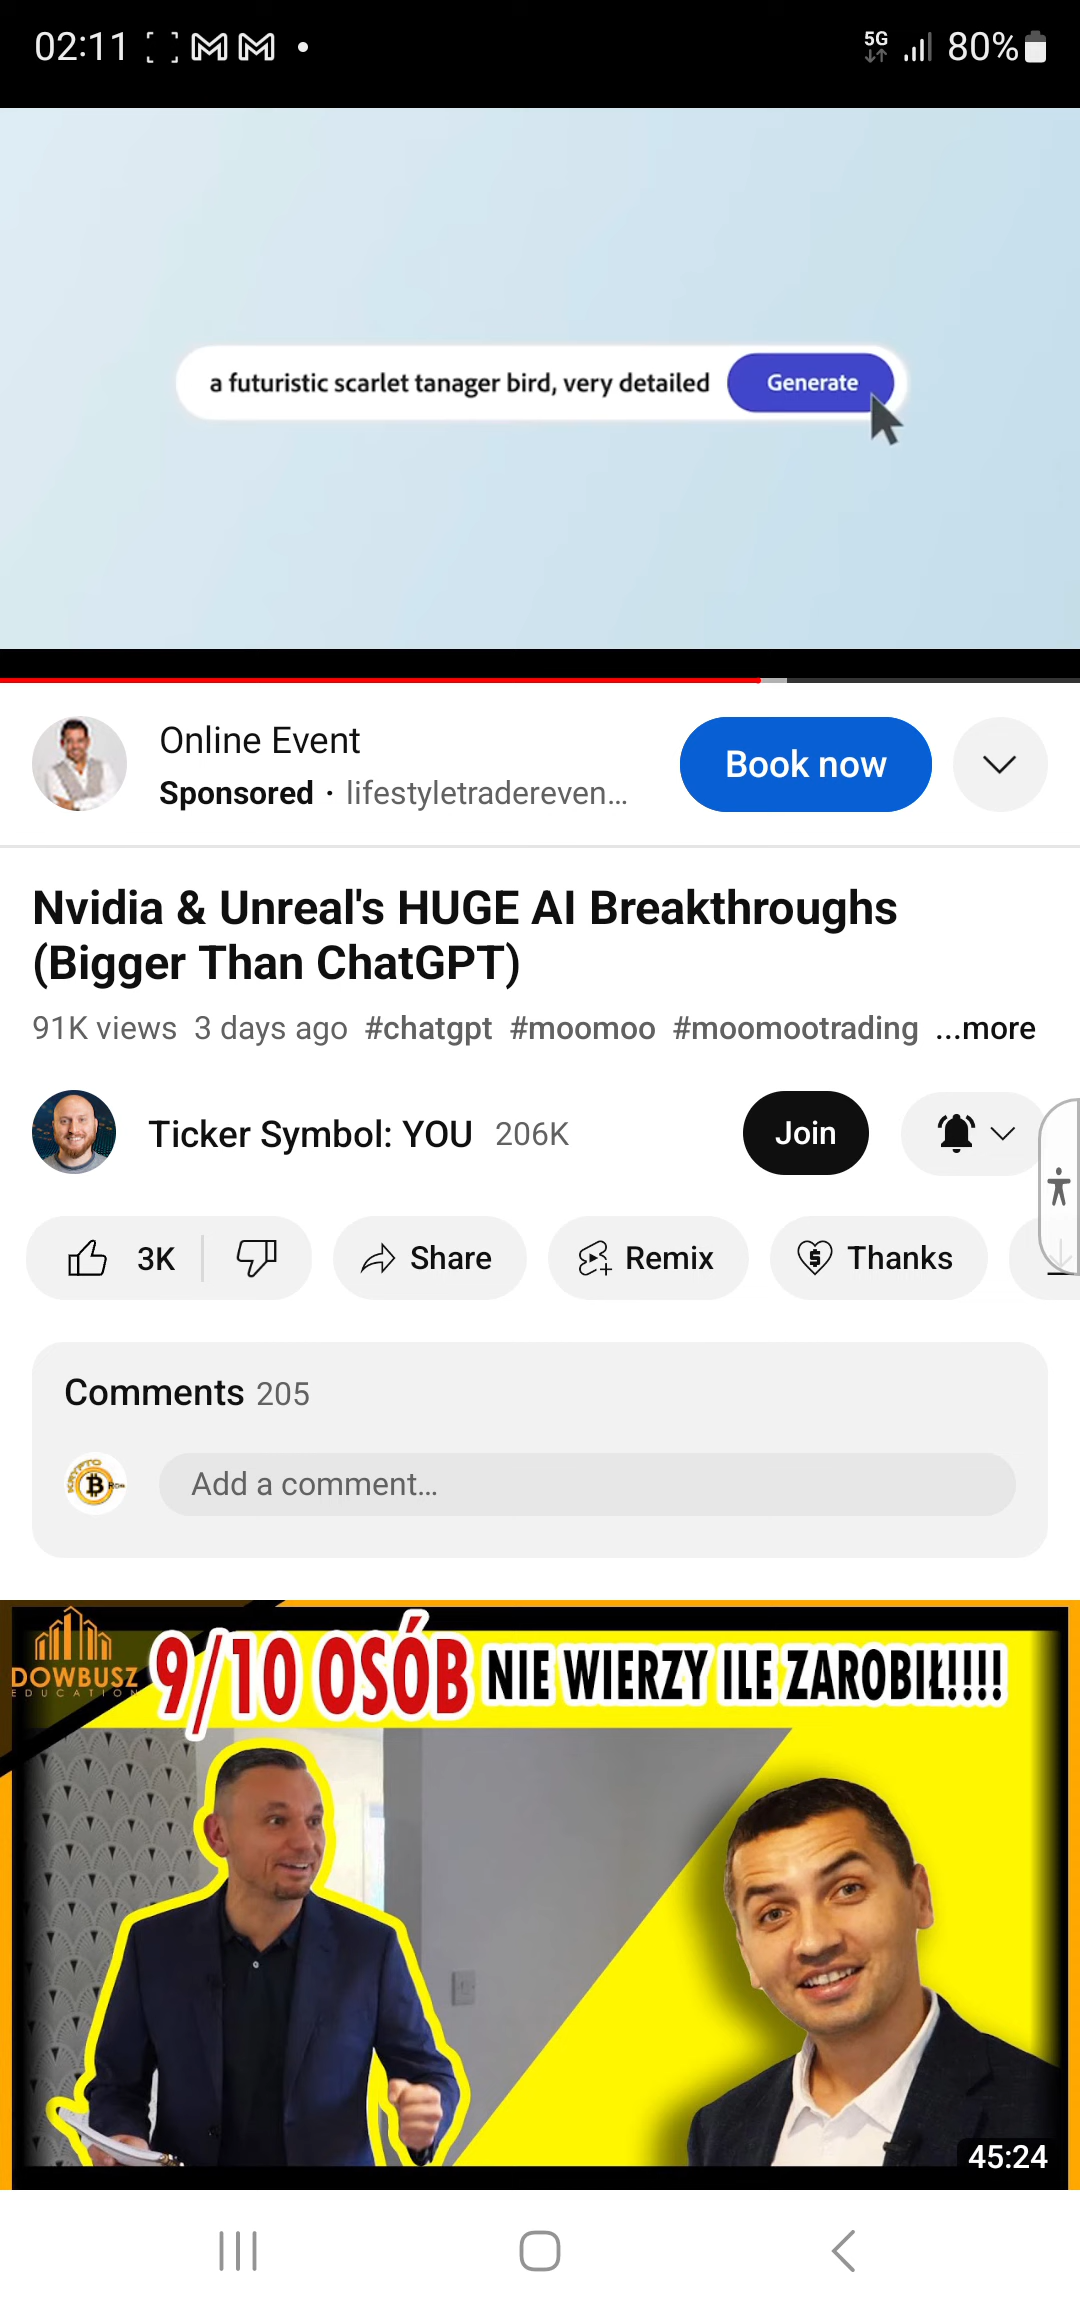 02:11
5G
80%
a futuristic scarlet tanager bird, very detailed
Generate
Online Event
Sponsored · lifestyletradereven...
Book now
Nvidia & Unreal's HUGE AI Breakthroughs
(Bigger Than ChatGPT)
91K views 3 days ago #chatgpt #moomoo #moomootrading ...more
Ticker Symbol: YOU 206K
Join
3K
Share
Remix
Thanks
Comments 205
KRYPTO
Add a comment...
DOWBUSZ
EDUCATION
9/10 OSÓB NIE WIERZY ILE ZAROBIŁ!!!!
45:24